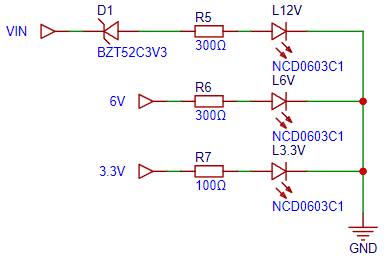 D1
R5
L12V
VIN
BZT52C3V3
300Ω
NCD0603C1
R6
L6V
6V
300Ω
NCD0603C1
R7
L3.3V
3.3V
100Ω
NCD0603C1
GND